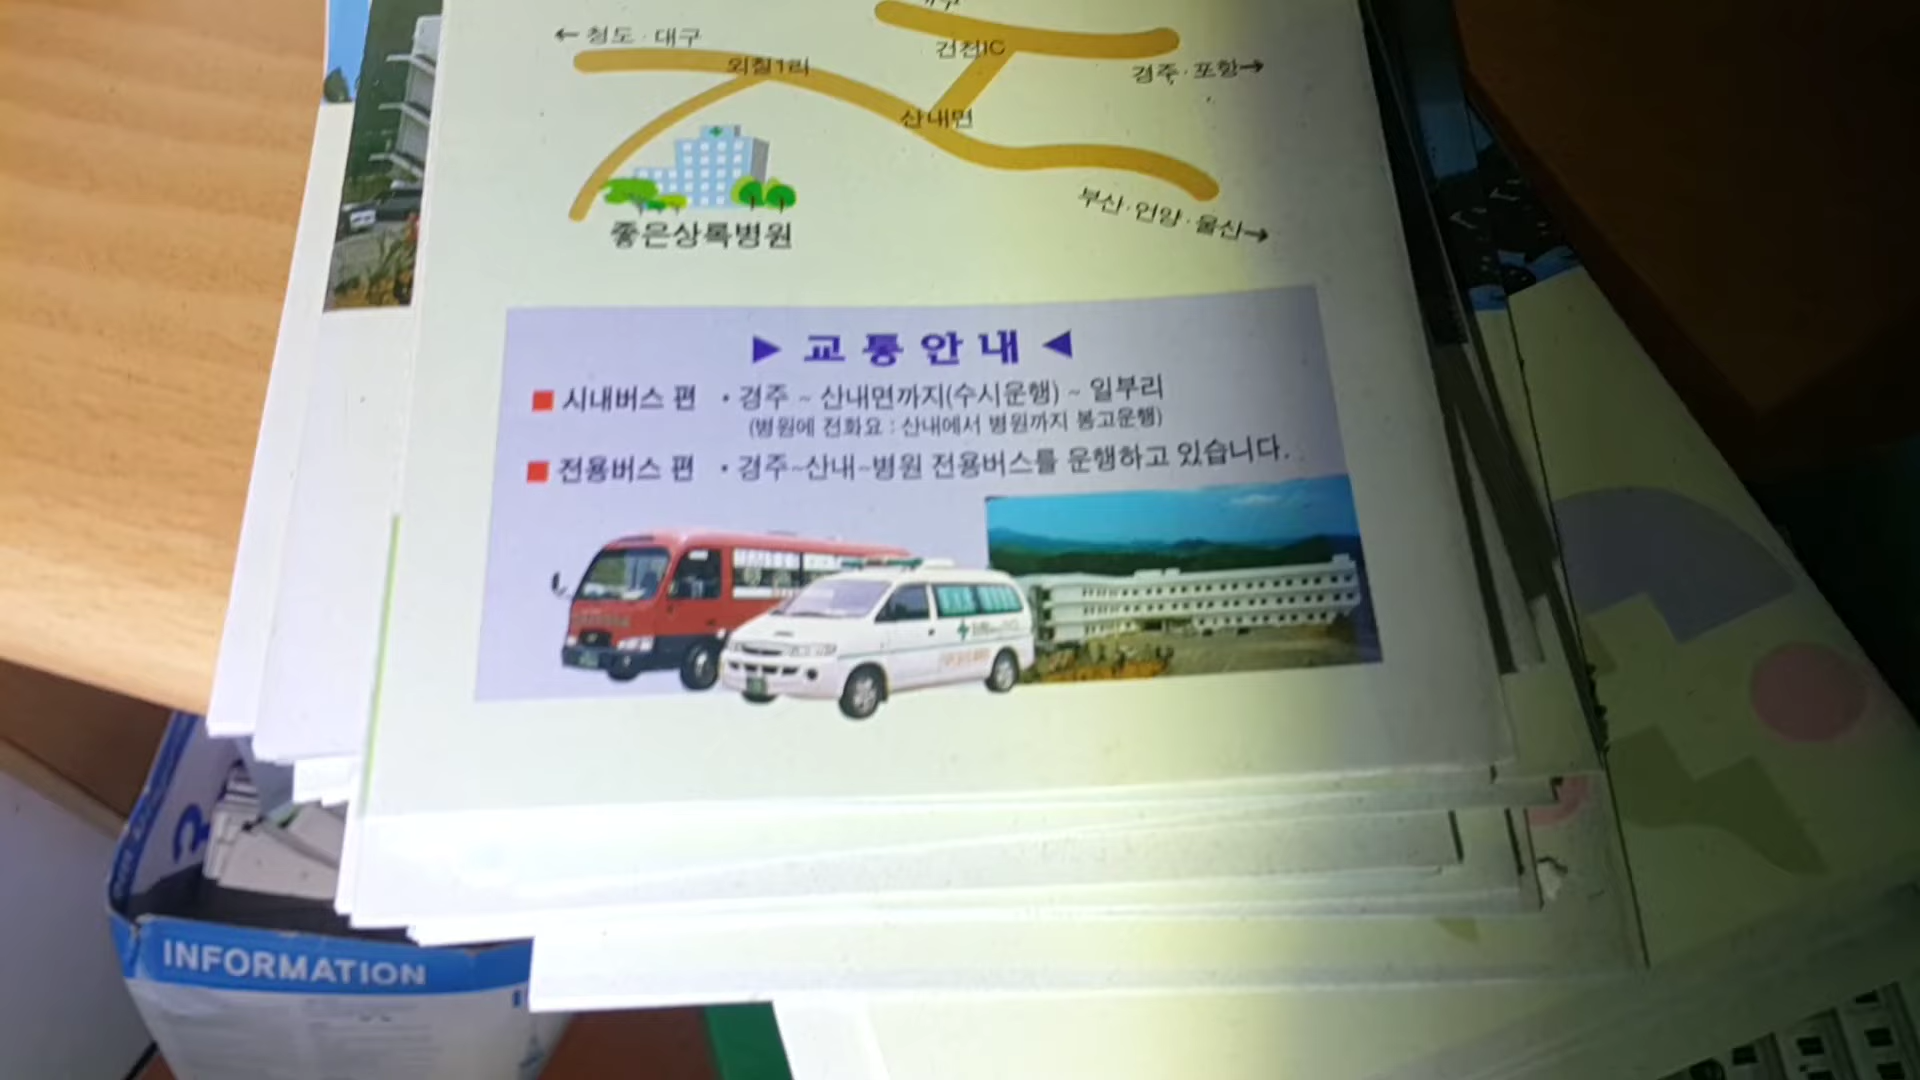 ← 청도 · 대구
건천IC
외칠1리
경주 · 포항→
산내면
부산 · 언양 · 울산→
좋은상록병원
▶ 교통안내 ◀
■ 시내버스 편 · 경주 ~ 산내면까지(수시운행) ~ 일부리
(병원에 전화요 : 산내에서 병원까지 봉고운행)
■ 전용버스 편 · 경주~산내~병원 전용버스를 운행하고 있습니다.
INFORMATION